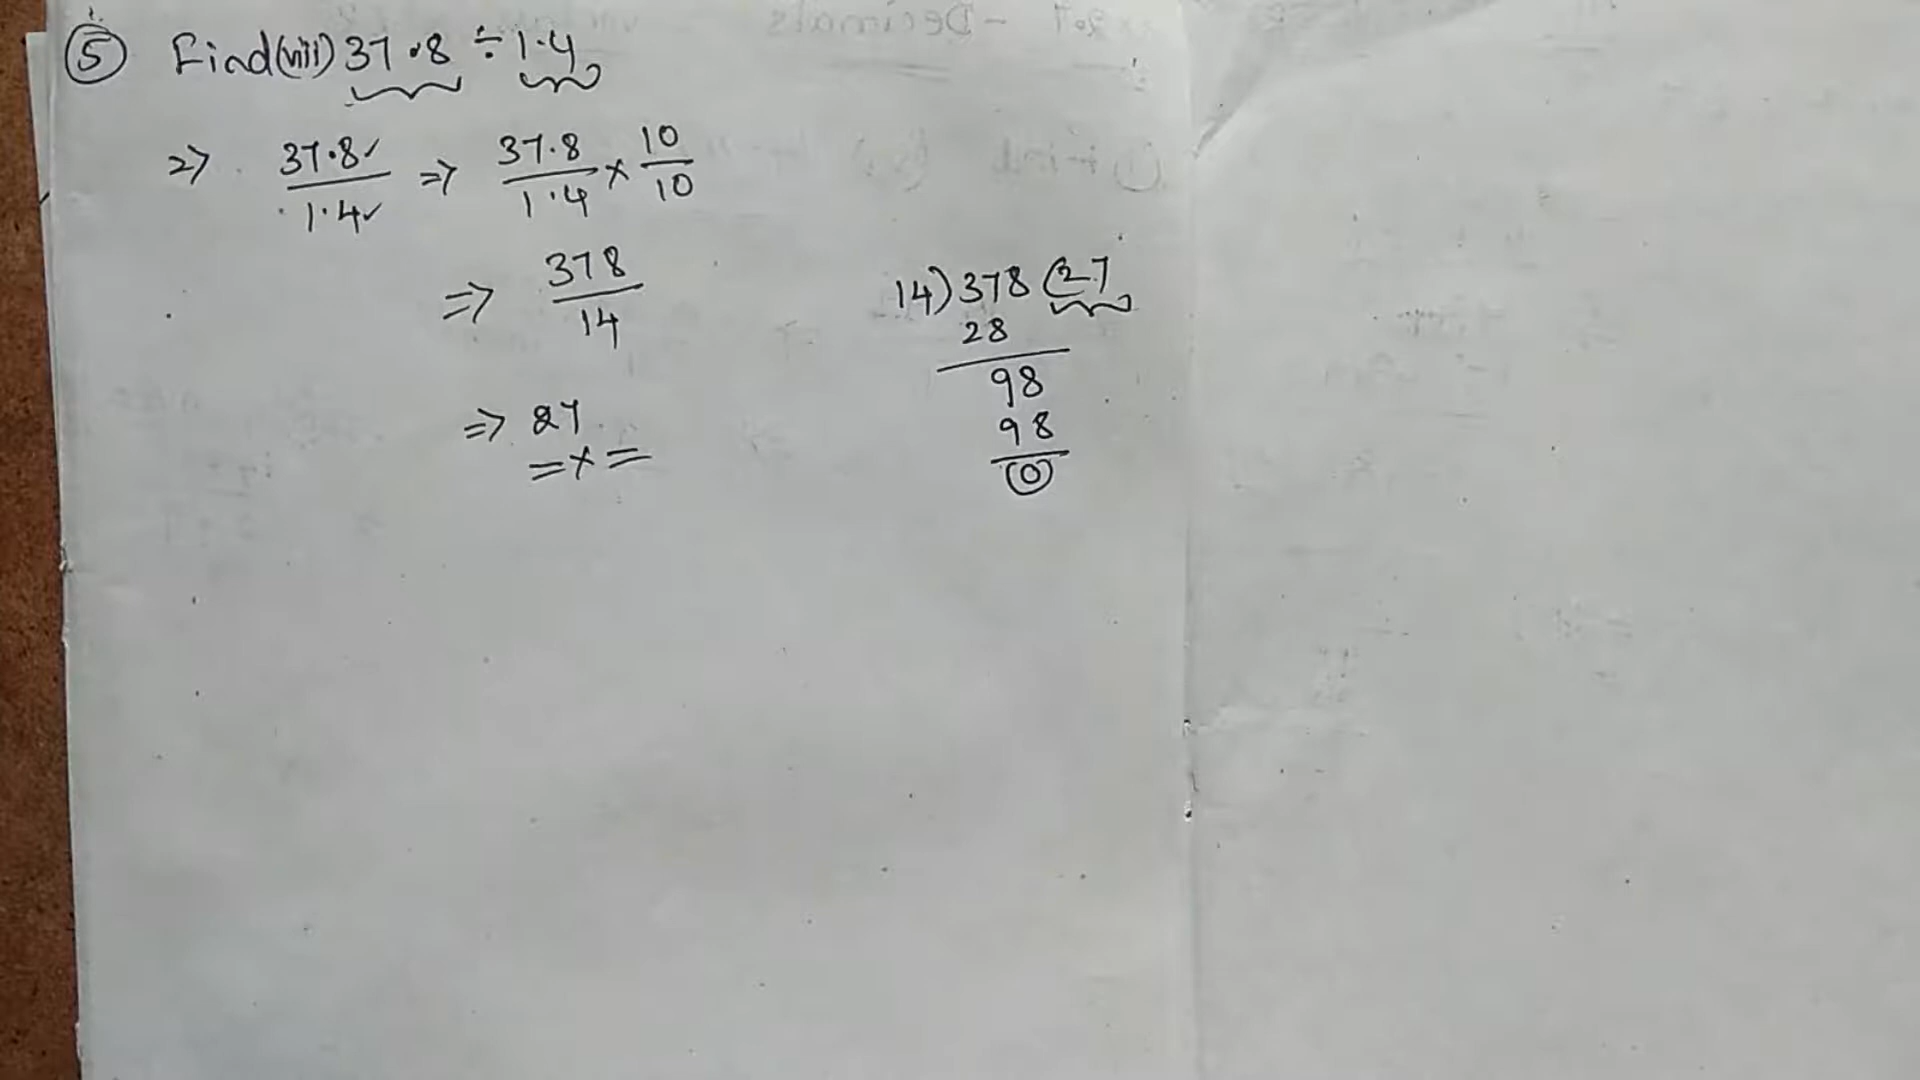 ⑤ Find (viii) 37.8 ÷ 1.4
=> 37.8/1.4 => 37.8/1.4 × 10/10
=> 378/14
=> 27
=×=
14) 378 (27
28
98
98
0